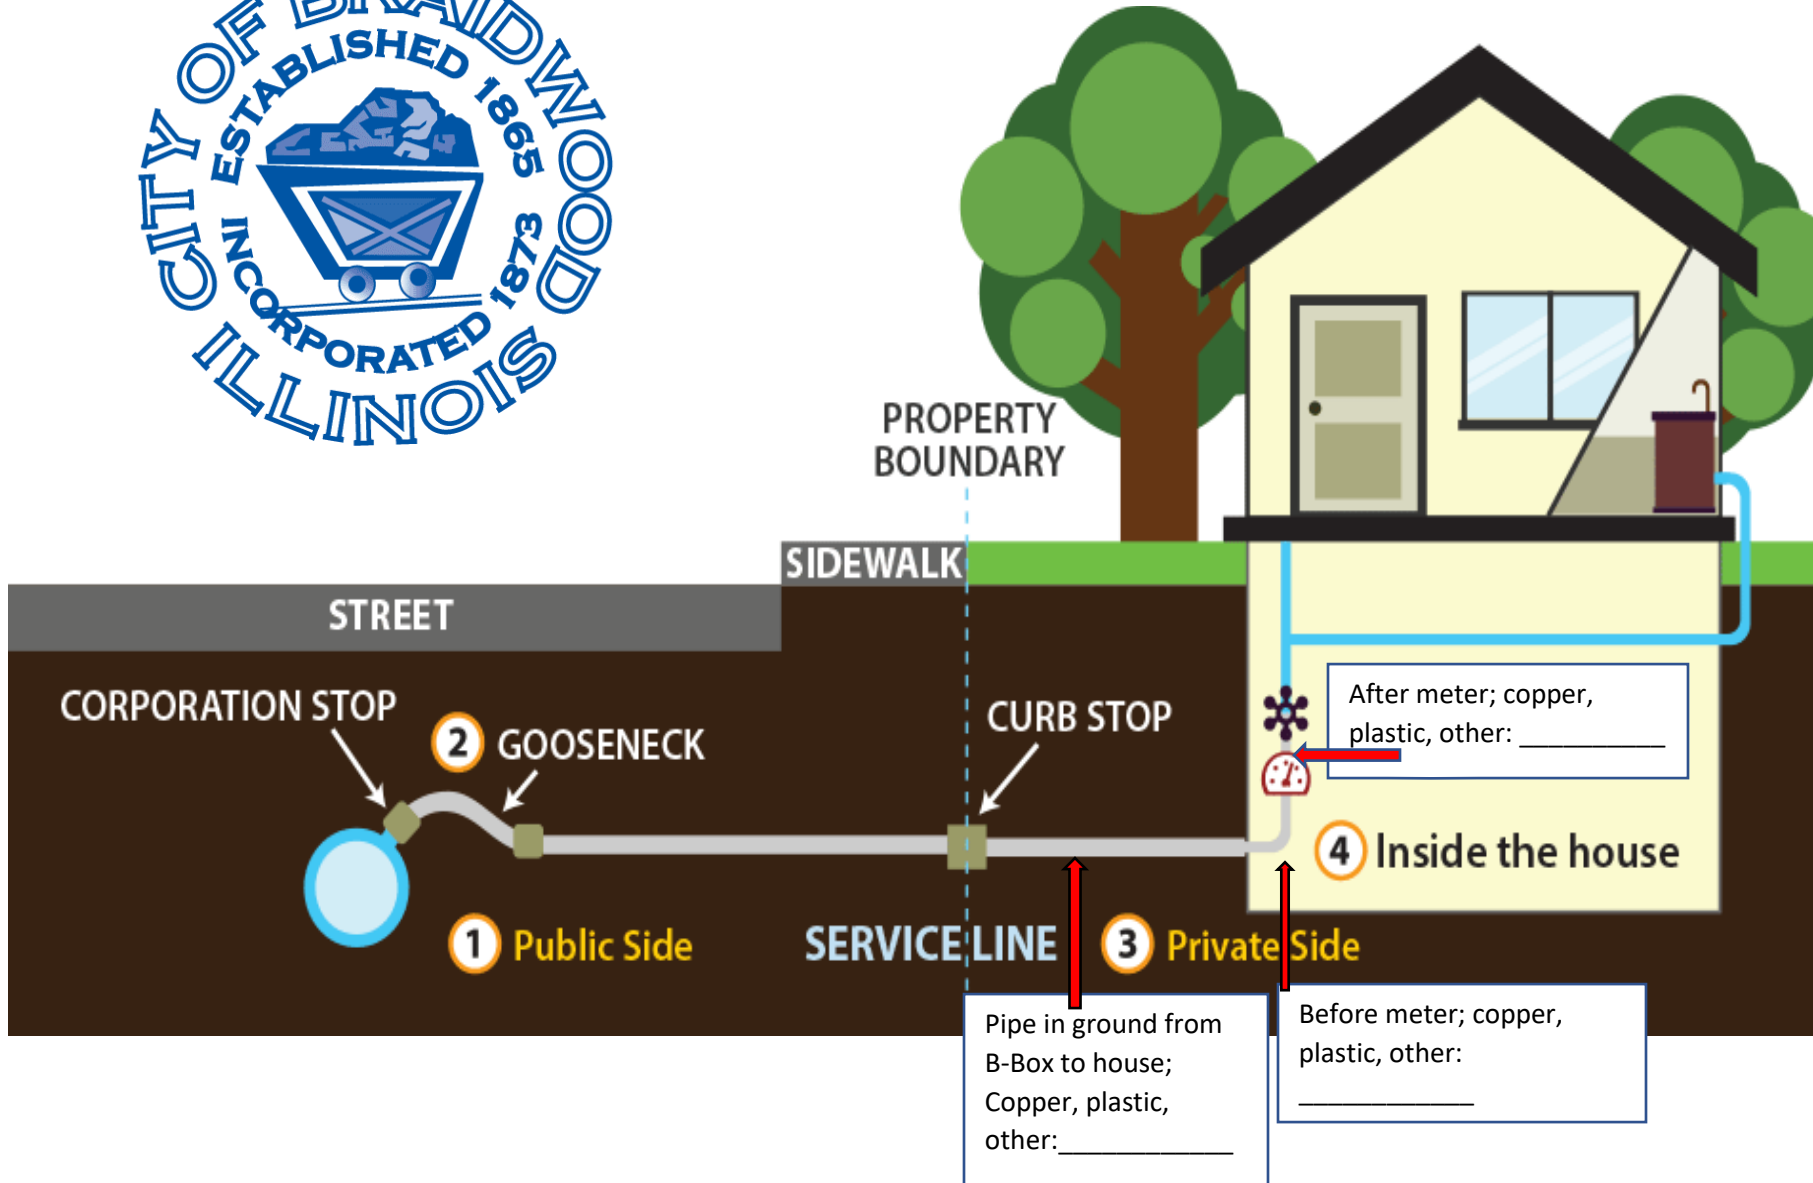 CITY OF BRAIDWOOD
ESTABLISHED 1865
INCORPORATED 1873
ILLINOIS
PROPERTY
BOUNDARY
SIDEWALK
STREET
CORPORATION STOP
2 GOOSENECK
CURB STOP
After meter; copper,
plastic, other: __________
4 Inside the house
1 Public Side
SERVICE LINE
3 Private Side
Pipe in ground from
B-Box to house;
Copper, plastic,
other:____________
Before meter; copper,
plastic, other:
____________